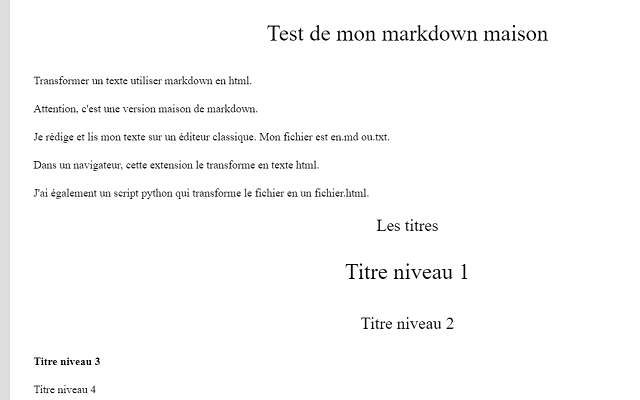 Test de mon markdown maison
Transformer un texte utiliser markdown en html.
Attention, c'est une version maison de markdown.
Je rédige et lis mon texte sur un éditeur classique. Mon fichier est en.md ou.txt.
Dans un navigateur, cette extension le transforme en texte html.
J'ai également un script python qui transforme le fichier en un fichier.html.
Les titres
Titre niveau 1
Titre niveau 2
Titre niveau 3
Titre niveau 4